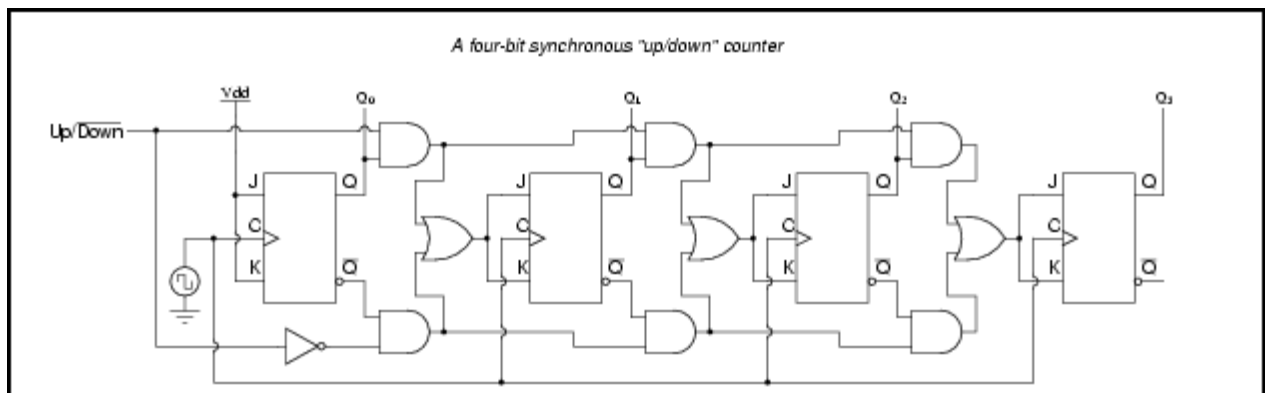 A four-bit synchronous "up/down" counter
Vdd Q0 Q1 Q2 Q3
Up/Down
J Q J Q J Q J Q
C C C C
K Q K Q K Q K Q